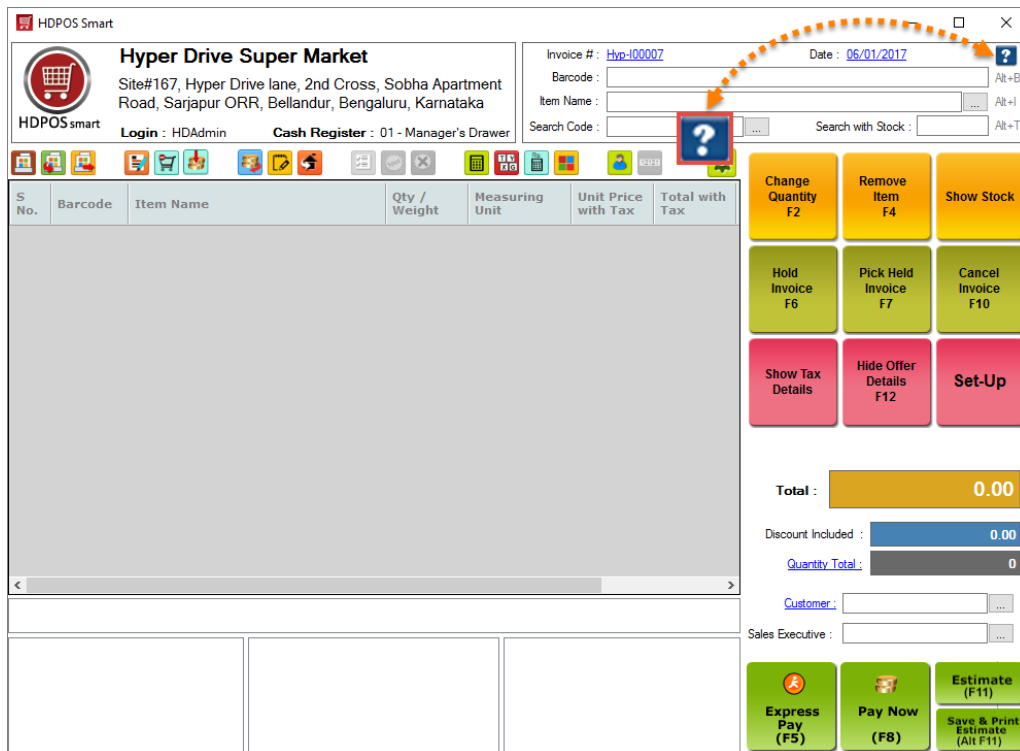 HDPOS Smart
Hyper Drive Super Market
Site#167, Hyper Drive lane, 2nd Cross, Sobha Apartment
Road, Sarjapur ORR, Bellandur, Bengaluru, Karnataka
HDPOS smart
Login : HDAdmin Cash Register : 01 - Manager's Drawer
Invoice # : Hyp-I00007 Date : 06/01/2017 ?
Barcode : Alt+B
Item Name : ... Alt+I
Search Code : ? ... Search with Stock : Alt+T
S No. Barcode Item Name Qty / Weight Measuring Unit Unit Price with Tax Total with Tax
Change Quantity F2
Remove Item F4
Show Stock
Hold Invoice F6
Pick Held Invoice F7
Cancel Invoice F10
Show Tax Details
Hide Offer Details F12
Set-Up
Total : 0.00
Discount Included : 0.00
Quantity Total : 0
Customer : ...
Sales Executive : ...
Express Pay (F5)
Pay Now (F8)
Estimate (F11)
Save & Print Estimate (Alt F11)